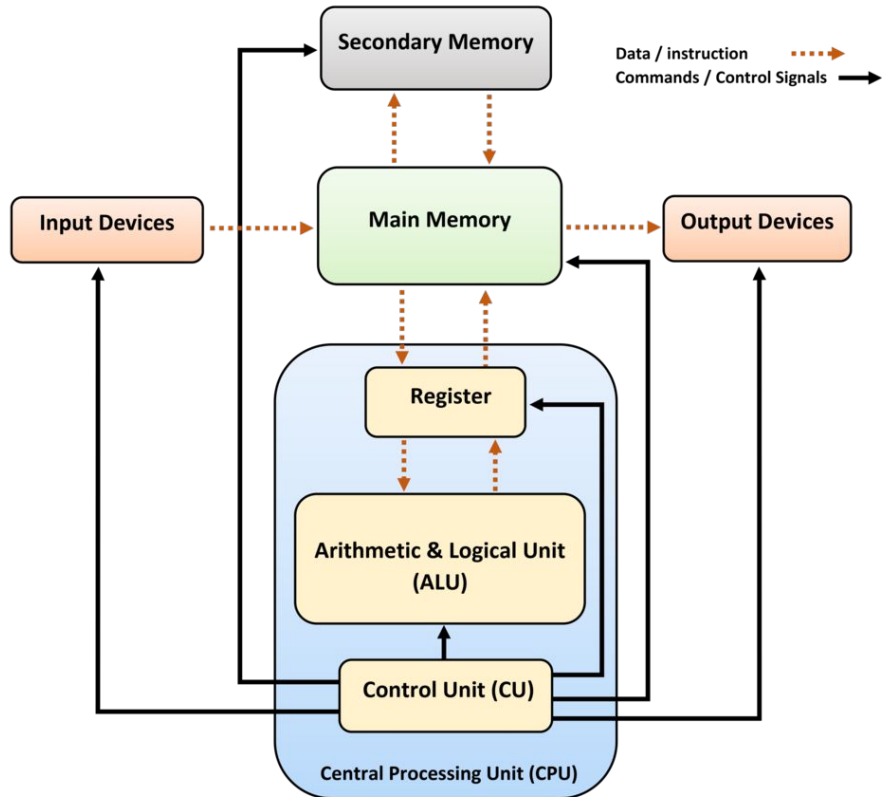 Secondary Memory
Data / instruction
Commands / Control Signals
Input Devices
Main Memory
Output Devices
Register
Arithmetic & Logical Unit
(ALU)
Control Unit (CU)
Central Processing Unit (CPU)